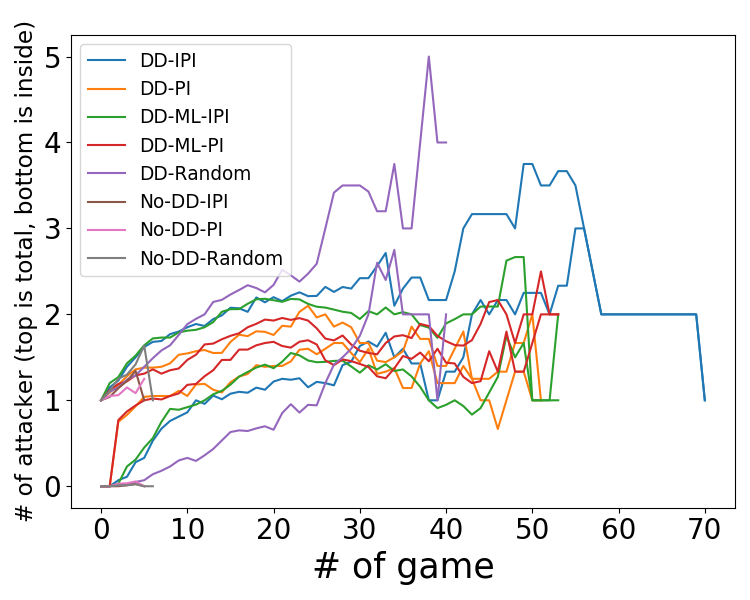 # of attacker (top is total, bottom is inside)
5
4
3
2
1
0
DD-IPI
DD-PI
DD-ML-IPI
DD-ML-PI
DD-Random
No-DD-IPI
No-DD-PI
No-DD-Random
0 10 20 30 40 50 60 70
# of game